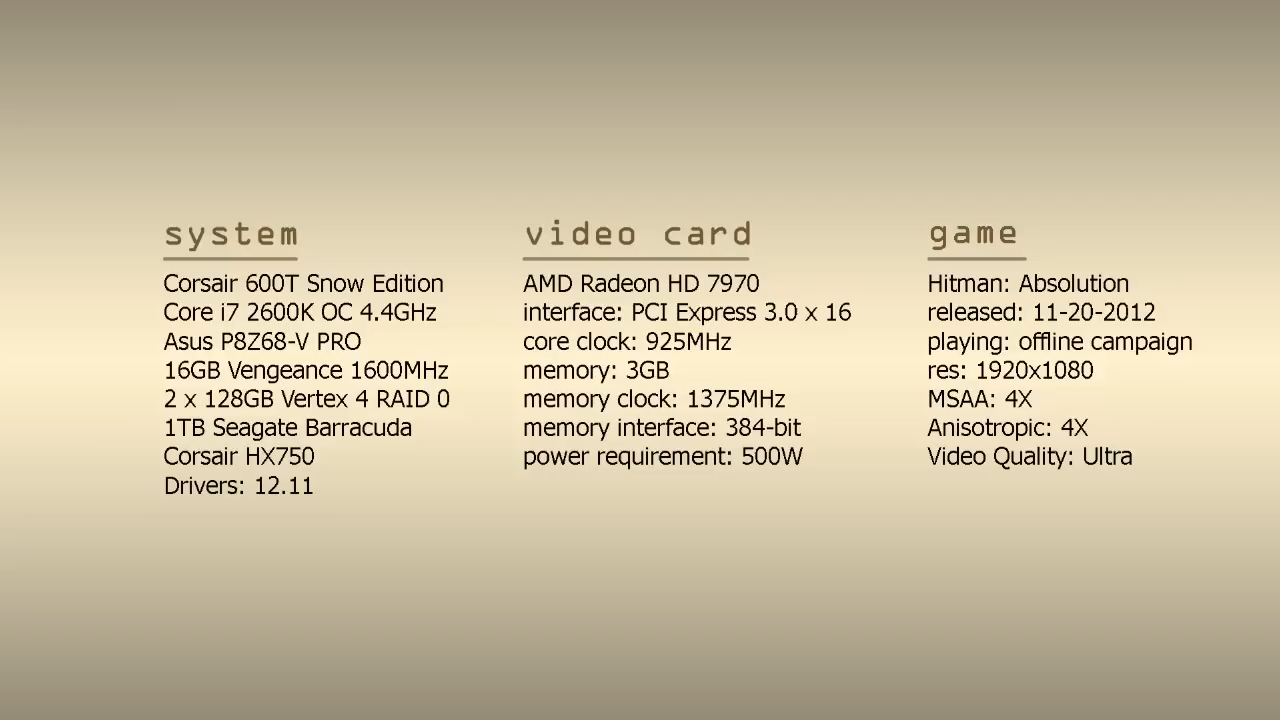 system
Corsair 600T Snow Edition
Core i7 2600K OC 4.4GHz
Asus P8Z68-V PRO
16GB Vengeance 1600MHz
2 x 128GB Vertex 4 RAID 0
1TB Seagate Barracuda
Corsair HX750
Drivers: 12.11
video card
AMD Radeon HD 7970
interface: PCI Express 3.0 x 16
core clock: 925MHz
memory: 3GB
memory clock: 1375MHz
memory interface: 384-bit
power requirement: 500W
game
Hitman: Absolution
released: 11-20-2012
playing: offline campaign
res: 1920x1080
MSAA: 4X
Anisotropic: 4X
Video Quality: Ultra